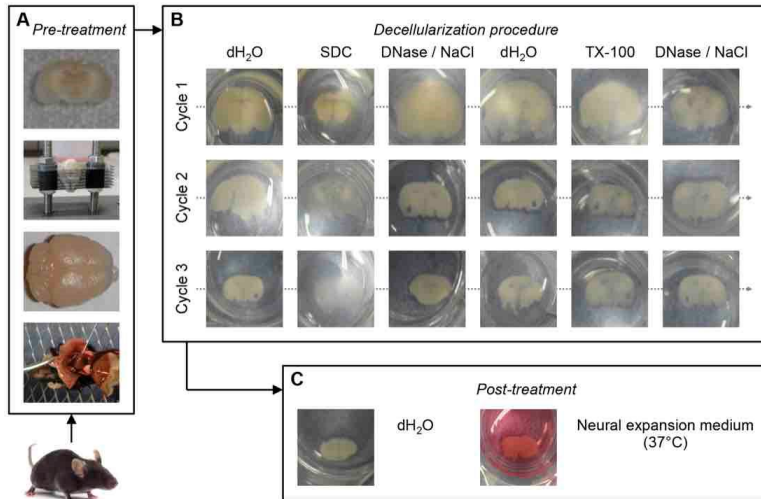 A
Pre-treatment
B
Decellularization procedure
dH₂O SDC DNase / NaCl dH₂O TX-100 DNase / NaCl
Cycle 1
Cycle 2
Cycle 3
C
Post-treatment
dH₂O
Neural expansion medium
(37°C)